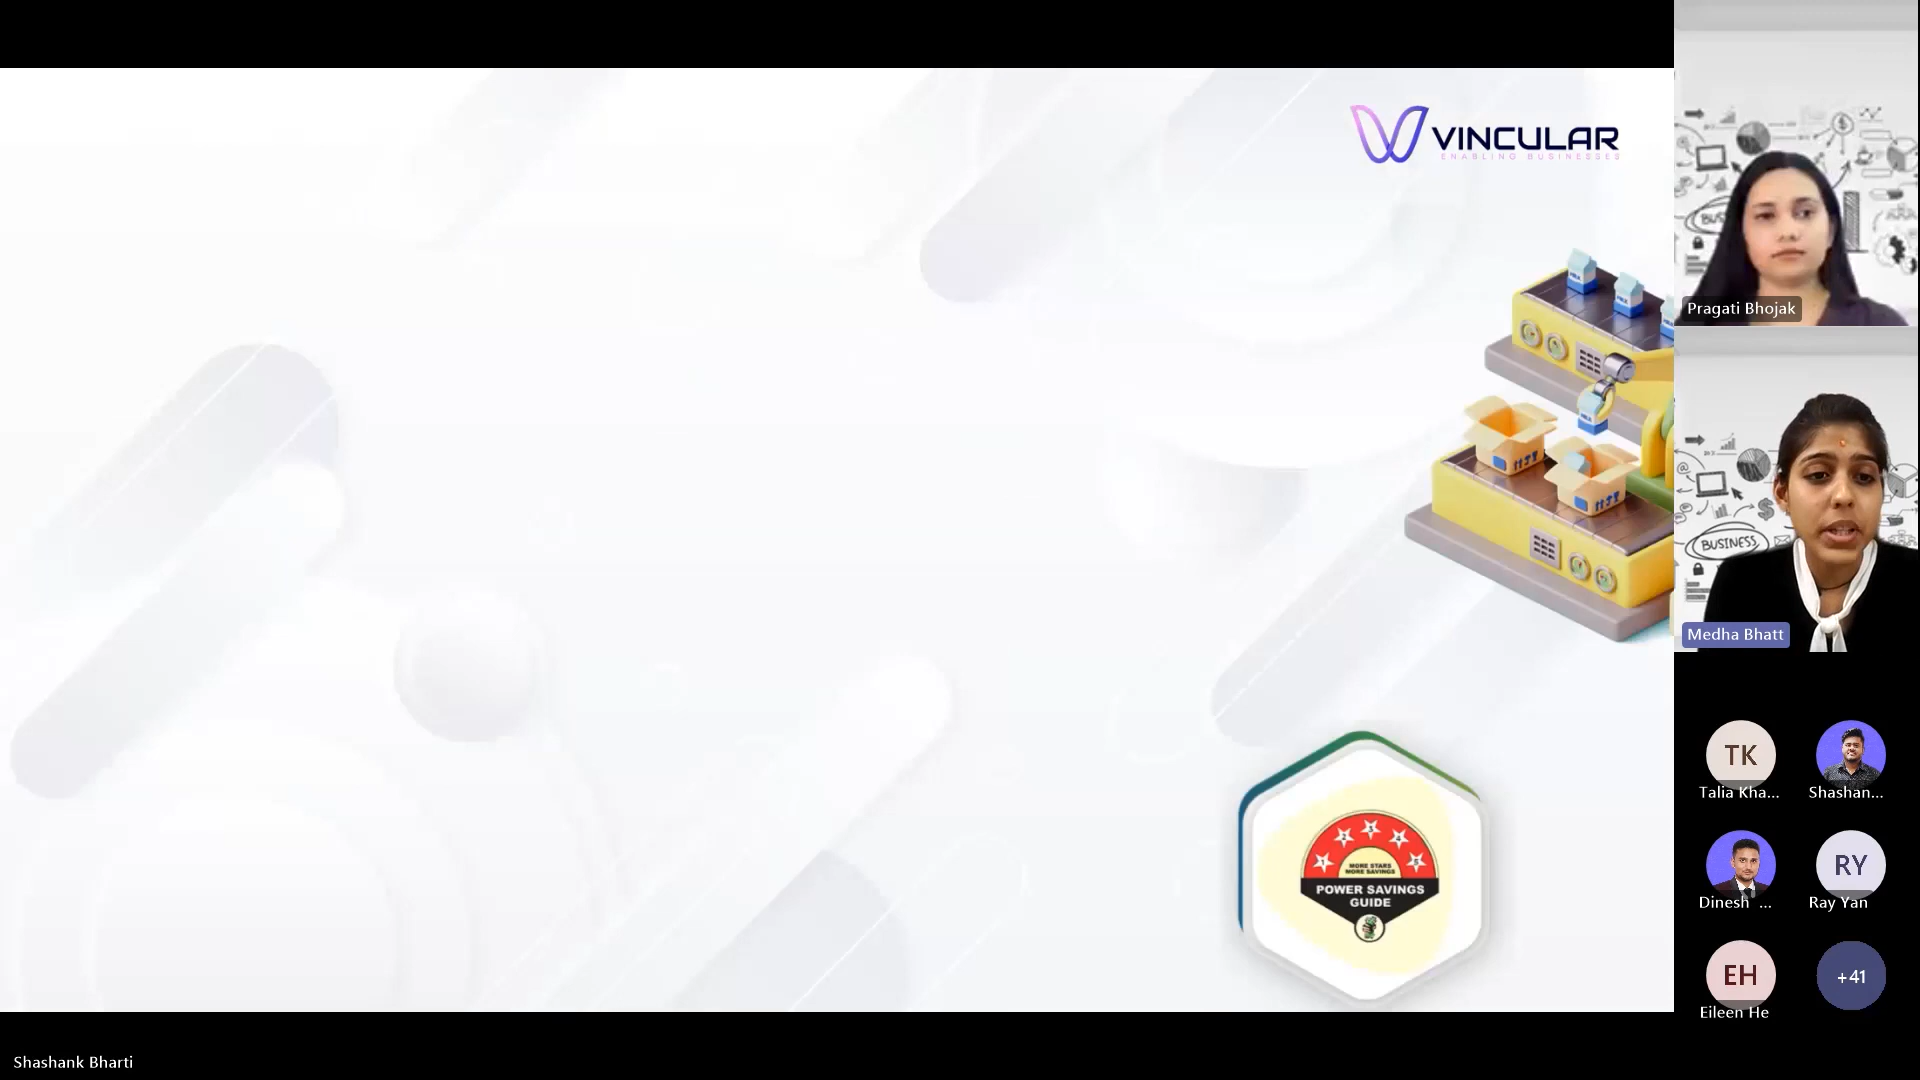 VINCULAR
ENABLING BUSINESSES
MORE STARS
MORE SAVINGS
POWER SAVINGS
GUIDE
Pragati Bhojak
BUSINESS
Medha Bhatt
TK
Talia Kha...
Shashan...
Dinesh ...
RY
Ray Yan
EH
Eileen He
+41
Shashank Bharti